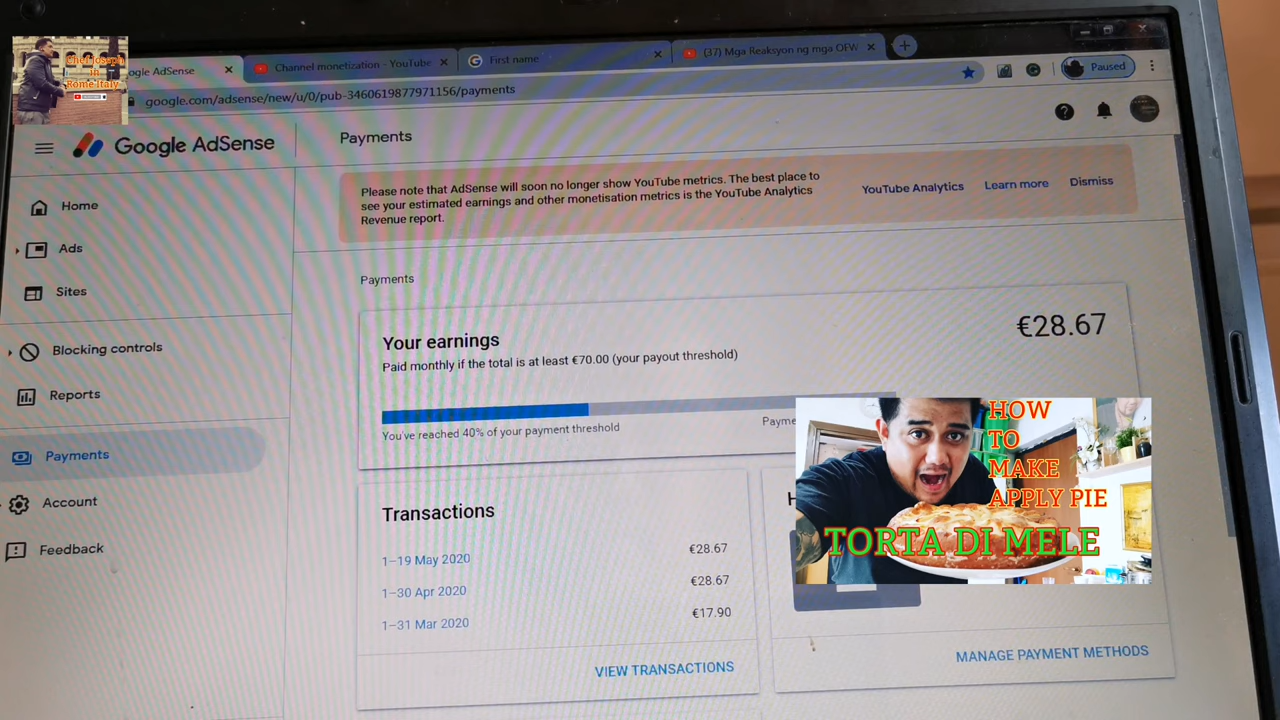 Chef Joseph
in
Rome Italy
gle AdSense
Channel monetization - YouTube
First name
(37) Mga Reaksyon ng mga OFW
google.com/adsense/new/u/0/pub-3460619877971156/payments
Paused
Google AdSense
Payments
Please note that AdSense will soon no longer show YouTube metrics. The best place to
see your estimated earnings and other monetisation metrics is the YouTube Analytics
Revenue report.
YouTube Analytics
Learn more
Dismiss
Home
Ads
Sites
Blocking controls
Reports
Payments
Account
Feedback
Payments
Your earnings
€28.67
Paid monthly if the total is at least €70.00 (your payout threshold)
You've reached 40% of your payment threshold
Payme
HOW
TO
MAKE
APPLY PIE
TORTA DI MELE
Transactions
1–19 May 2020 €28.67
1–30 Apr 2020 €28.67
1–31 Mar 2020 €17.90
VIEW TRANSACTIONS
H
MANAGE PAYMENT METHODS